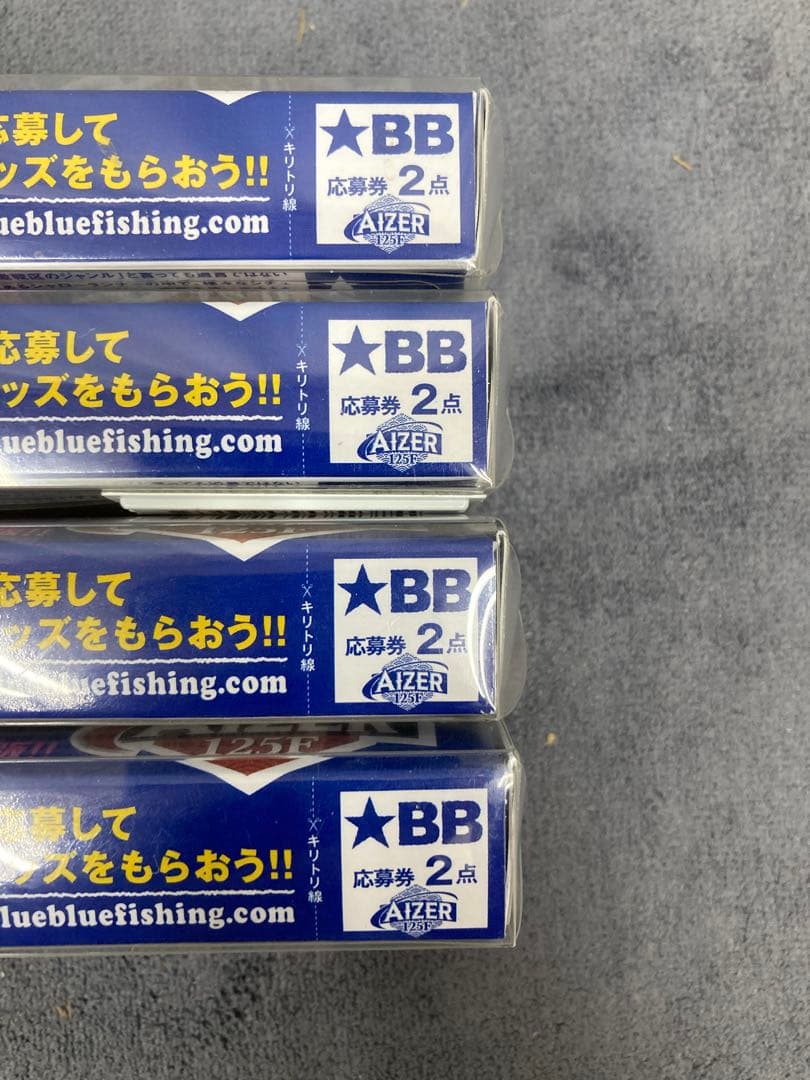 応募して
ッズをもらおう!!
uebluefishing.com
キリトリ線
★BB
応募券 2点
AIZER
125F
応募して
ッズをもらおう!!
uebluefishing.com
キリトリ線
★BB
応募券 2点
AIZER
125F
125F
応募して
ッズをもらおう!!
bluefishing.com
キリトリ線
★BB
応募券 2点
AIZER
125F
125F
募して
ッズをもらおう!!
luebluefishing.com
キリトリ線
★BB
応募券 2点
AIZER
125F